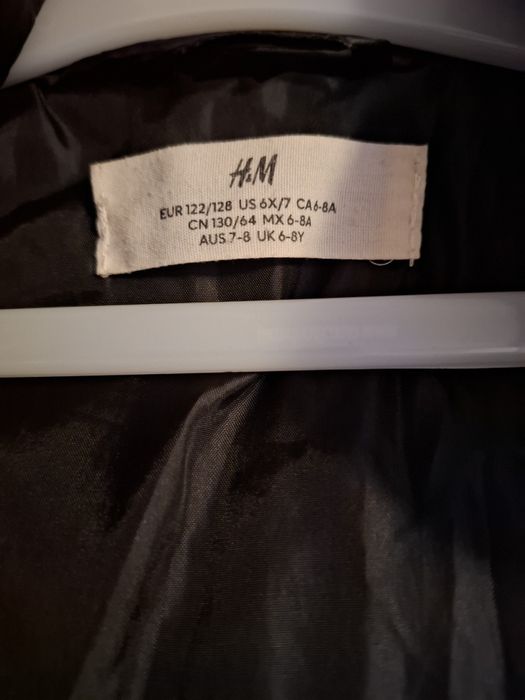 H&M
EUR 122/128 US 6X/7 CA6-8A
CN 130/64 MX 6-8A
AUS 7-8 UK 6-8Y